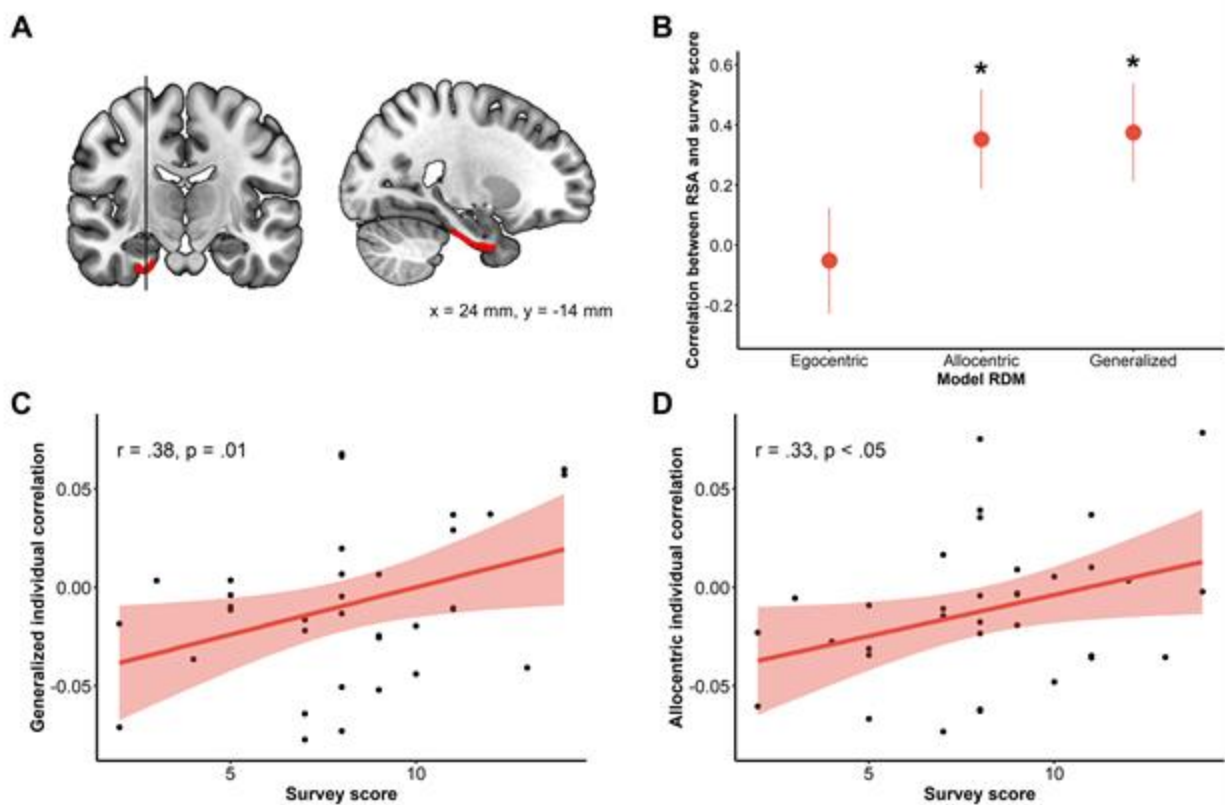 A
x = 24 mm, y = -14 mm
B
Correlation between RSA and survey score
0.6
0.4
0.2
0.0
-0.2
*
*
Egocentric
Allocentric
Generalized
Model RDM
C
Generalized individual correlation
r = .38, p = .01
0.05
0.00
-0.05
5
10
Survey score
D
Allocentric individual correlation
r = .33, p < .05
0.05
0.00
-0.05
5
10
Survey score